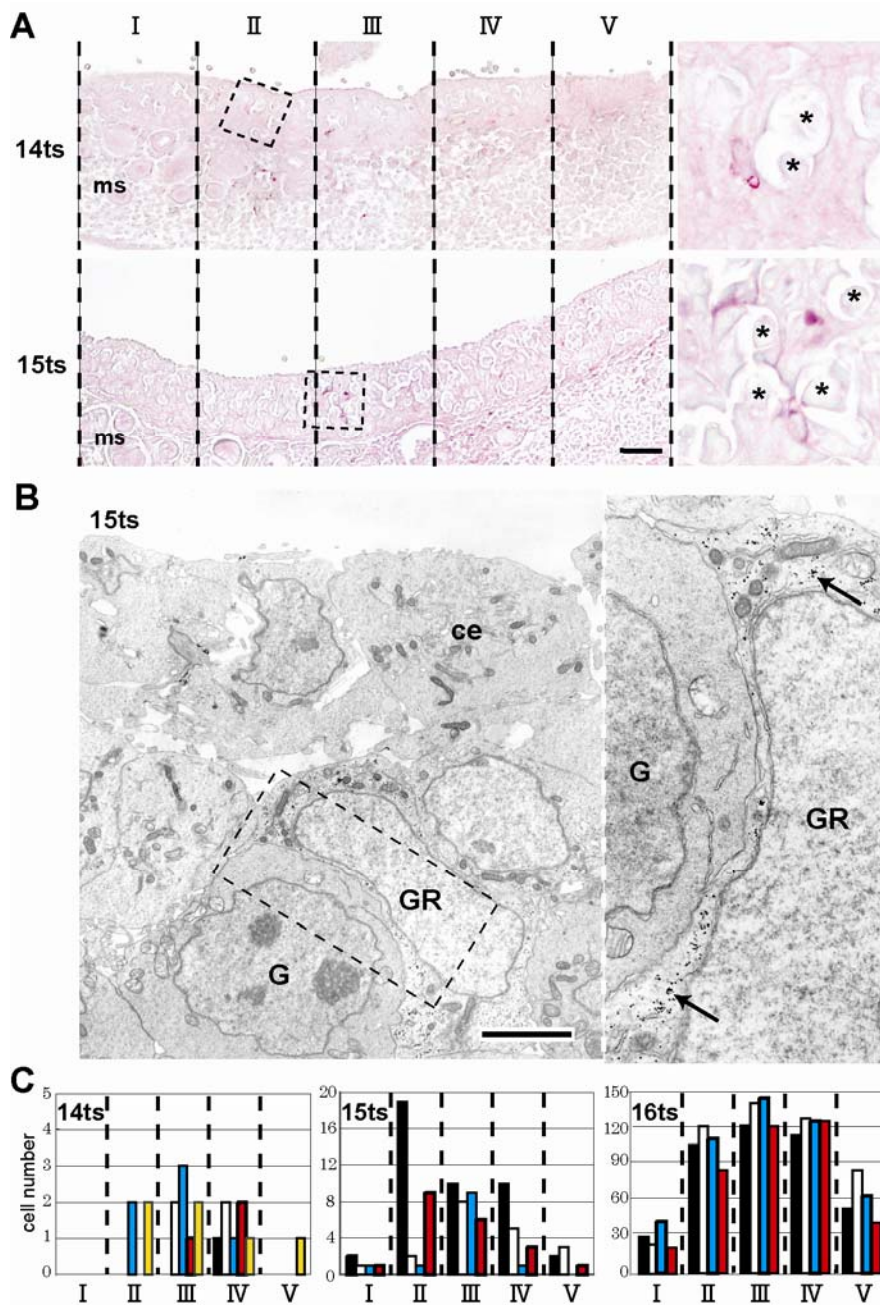 A
I II III IV V
14ts
ms
*
*
15ts
ms
*
*
*
*
B
15ts
ce
G
GR
G
GR
C
cell number
5
4
3
2
1
0
14ts
I II III IV V
20
16
12
8
4
0
15ts
I II III IV V
150
120
90
60
30
0
16ts
I II III IV V